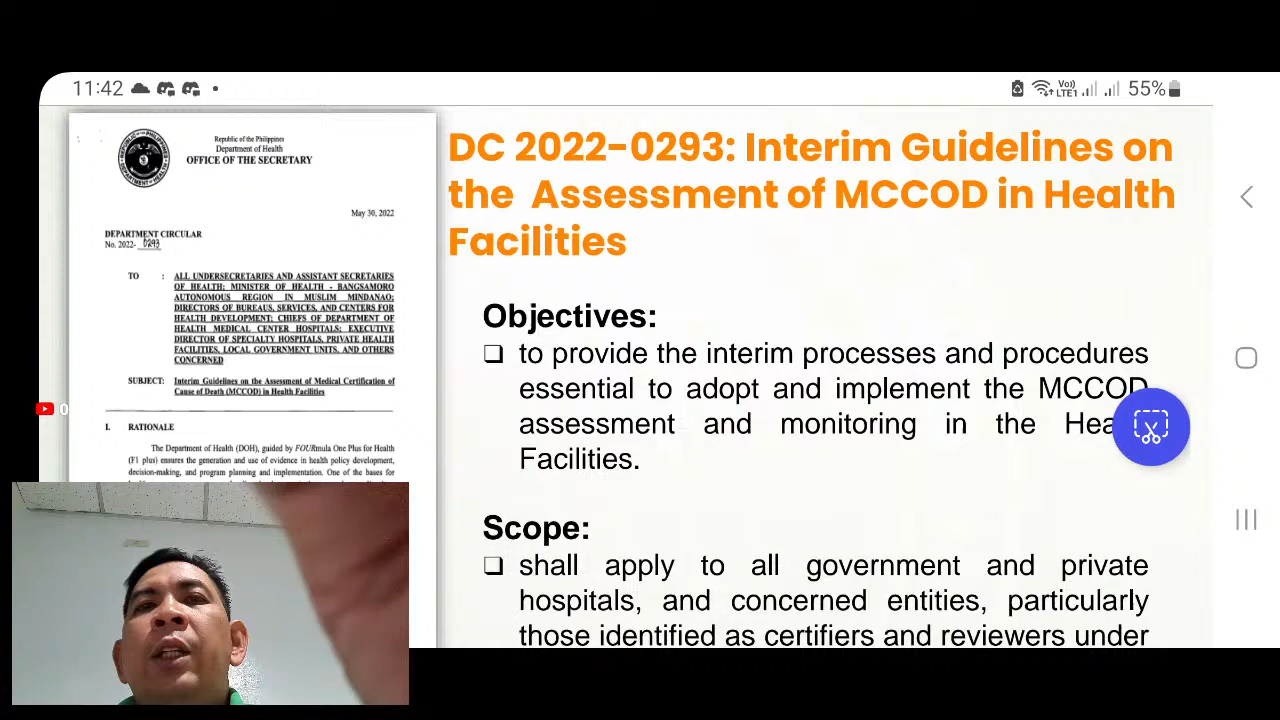 11:42
55%
Republic of the Philippines
Department of Health
OFFICE OF THE SECRETARY
May 30, 2022
DEPARTMENT CIRCULAR
No. 2022- 0293
TO : ALL UNDERSECRETARIES AND ASSISTANT SECRETARIES
OF HEALTH; MINISTER OF HEALTH - BANGSAMORO
AUTONOMOUS REGION IN MUSLIM MINDANAO;
DIRECTORS OF BUREAUS, SERVICES, AND CENTERS FOR
HEALTH DEVELOPMENT; CHIEFS OF DEPARTMENT OF
HEALTH MEDICAL CENTER HOSPITALS; EXECUTIVE
DIRECTOR OF SPECIALTY HOSPITALS, PRIVATE HEALTH
FACILITIES, LOCAL GOVERNMENT UNITS, AND OTHERS
CONCERNED
SUBJECT: Interim Guidelines on the Assessment of Medical Certification of
Cause of Death (MCCOD) in Health Facilities
I. RATIONALE
The Department of Health (DOH), guided by FOURmula One Plus for Health
(F1 plus) ensures the generation and use of evidence in health policy development,
decision-making, and program planning and implementation. One of the bases for
DC 2022-0293: Interim Guidelines on
the Assessment of MCCOD in Health
Facilities
Objectives:
❑ to provide the interim processes and procedures
essential to adopt and implement the MCCOD
assessment and monitoring in the
Facilities.
Scope:
❑ shall apply to all government and private
hospitals, and concerned entities, particularly
those identified as certifiers and reviewers under